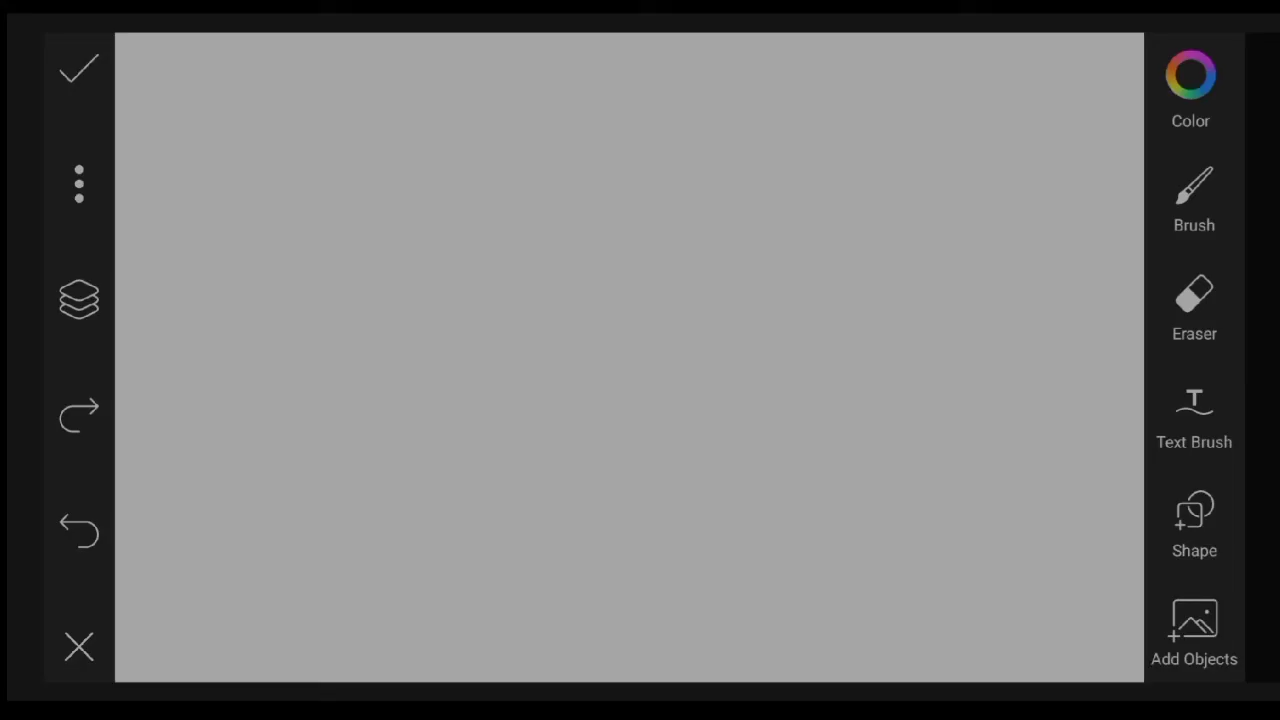 Color
Brush
Eraser
Text Brush
Shape
Add Objects